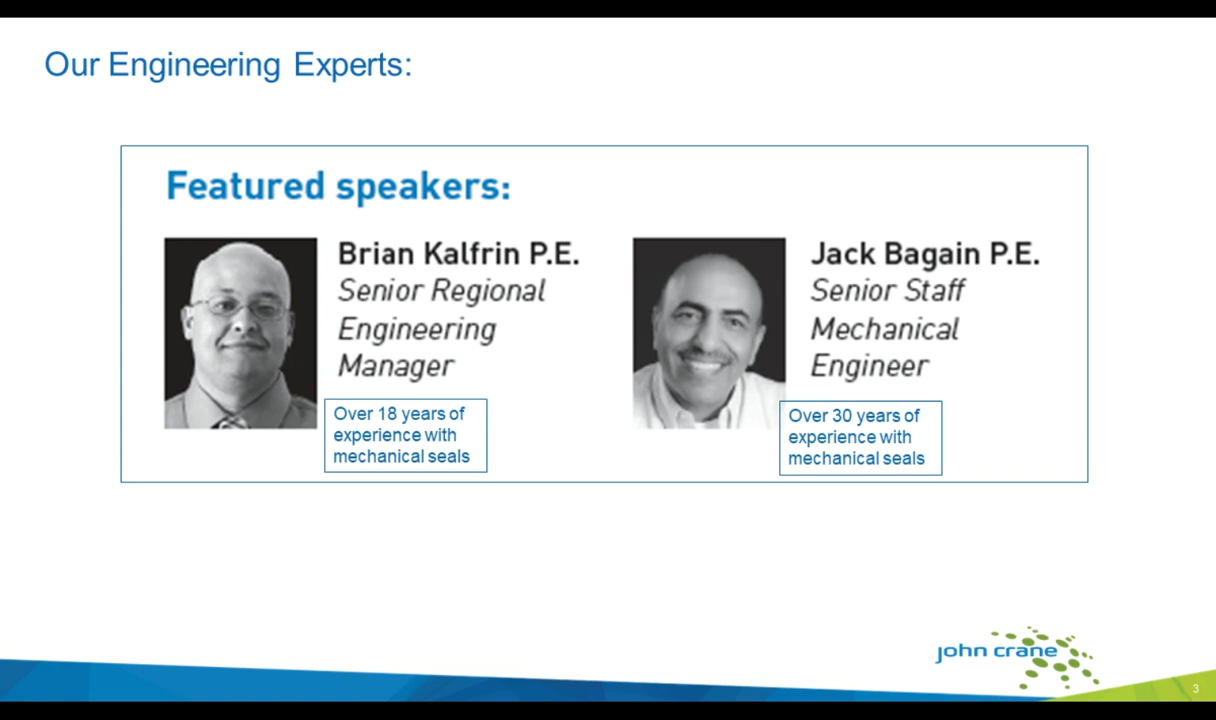 Our Engineering Experts:
Featured speakers:
Brian Kalfrin P.E.
Senior Regional
Engineering
Manager
Over 18 years of
experience with
mechanical seals
Jack Bagain P.E.
Senior Staff
Mechanical
Engineer
Over 30 years of
experience with
mechanical seals
john crane
3